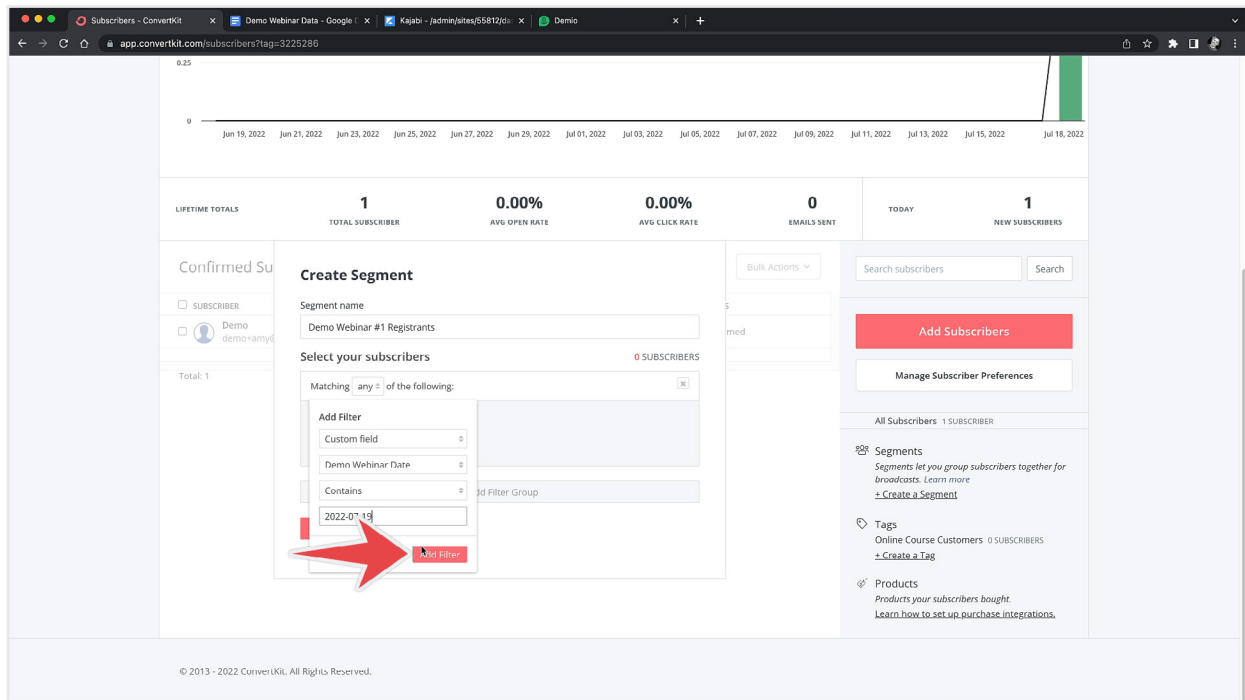 Subscribers - ConvertKit
Demo Webinar Data - Google D
Kajabi - /admin/sites/55812/da
Demio
app.convertkit.com/subscribers?tag=3225286
0.25
0
Jun 19, 2022 Jun 21, 2022 Jun 23, 2022 Jun 25, 2022 Jun 27, 2022 Jun 29, 2022 Jul 01, 2022 Jul 03, 2022 Jul 05, 2022 Jul 07, 2022 Jul 09, 2022 Jul 11, 2022 Jul 13, 2022 Jul 15, 2022 Jul 18, 2022
LIFETIME TOTALS
1
TOTAL SUBSCRIBER
0.00%
AVG OPEN RATE
0.00%
AVG CLICK RATE
0
EMAILS SENT
TODAY
1
NEW SUBSCRIBERS
Confirmed Su
Bulk Actions
SUBSCRIBER
Demo
demo+amy@
med
Total: 1
Create Segment
Segment name
Demo Webinar #1 Registrants
Select your subscribers
0 SUBSCRIBERS
Matching any of the following:
Add Filter
Custom field
Demo Webinar Date
Contains
2022-07-19
Add Filter
dd Filter Group
Search subscribers
Search
Add Subscribers
Manage Subscriber Preferences
All Subscribers 1 SUBSCRIBER
Segments
Segments let you group subscribers together for
broadcasts. Learn more
+ Create a Segment
Tags
Online Course Customers 0 SUBSCRIBERS
+ Create a Tag
Products
Products your subscribers bought.
Learn how to set up purchase integrations.
© 2013 - 2022 ConvertKit. All Rights Reserved.